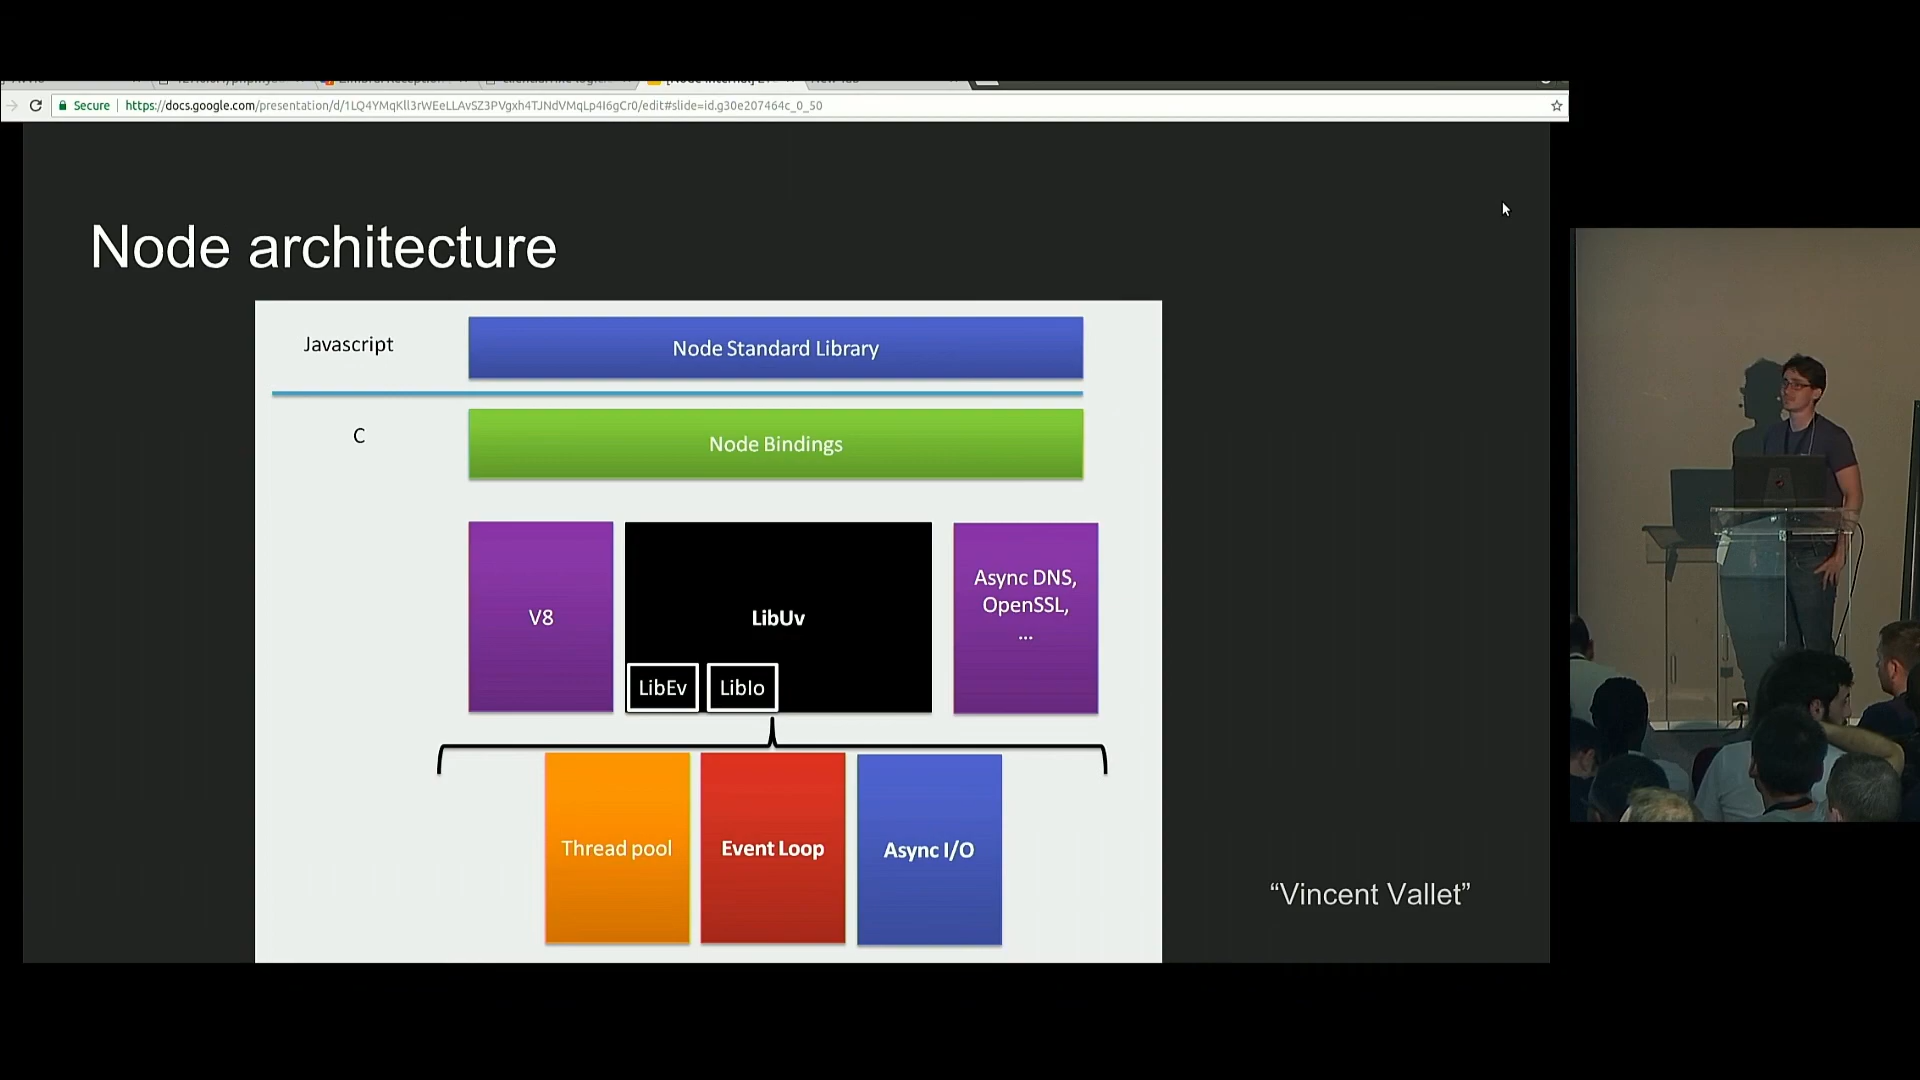 Secure | https://docs.google.com/presentation/d/1LQ4YMqKll3rWEeLLAvSZ3PVgxh4TJNdVMqLp4I6gCr0/edit#slide=id.g30e207464c_0_50
Node architecture
Javascript
Node Standard Library
C
Node Bindings
V8
LibUv
LibEv
LibIo
Async DNS,
OpenSSL,
...
Thread pool
Event Loop
Async I/O
“Vincent Vallet”